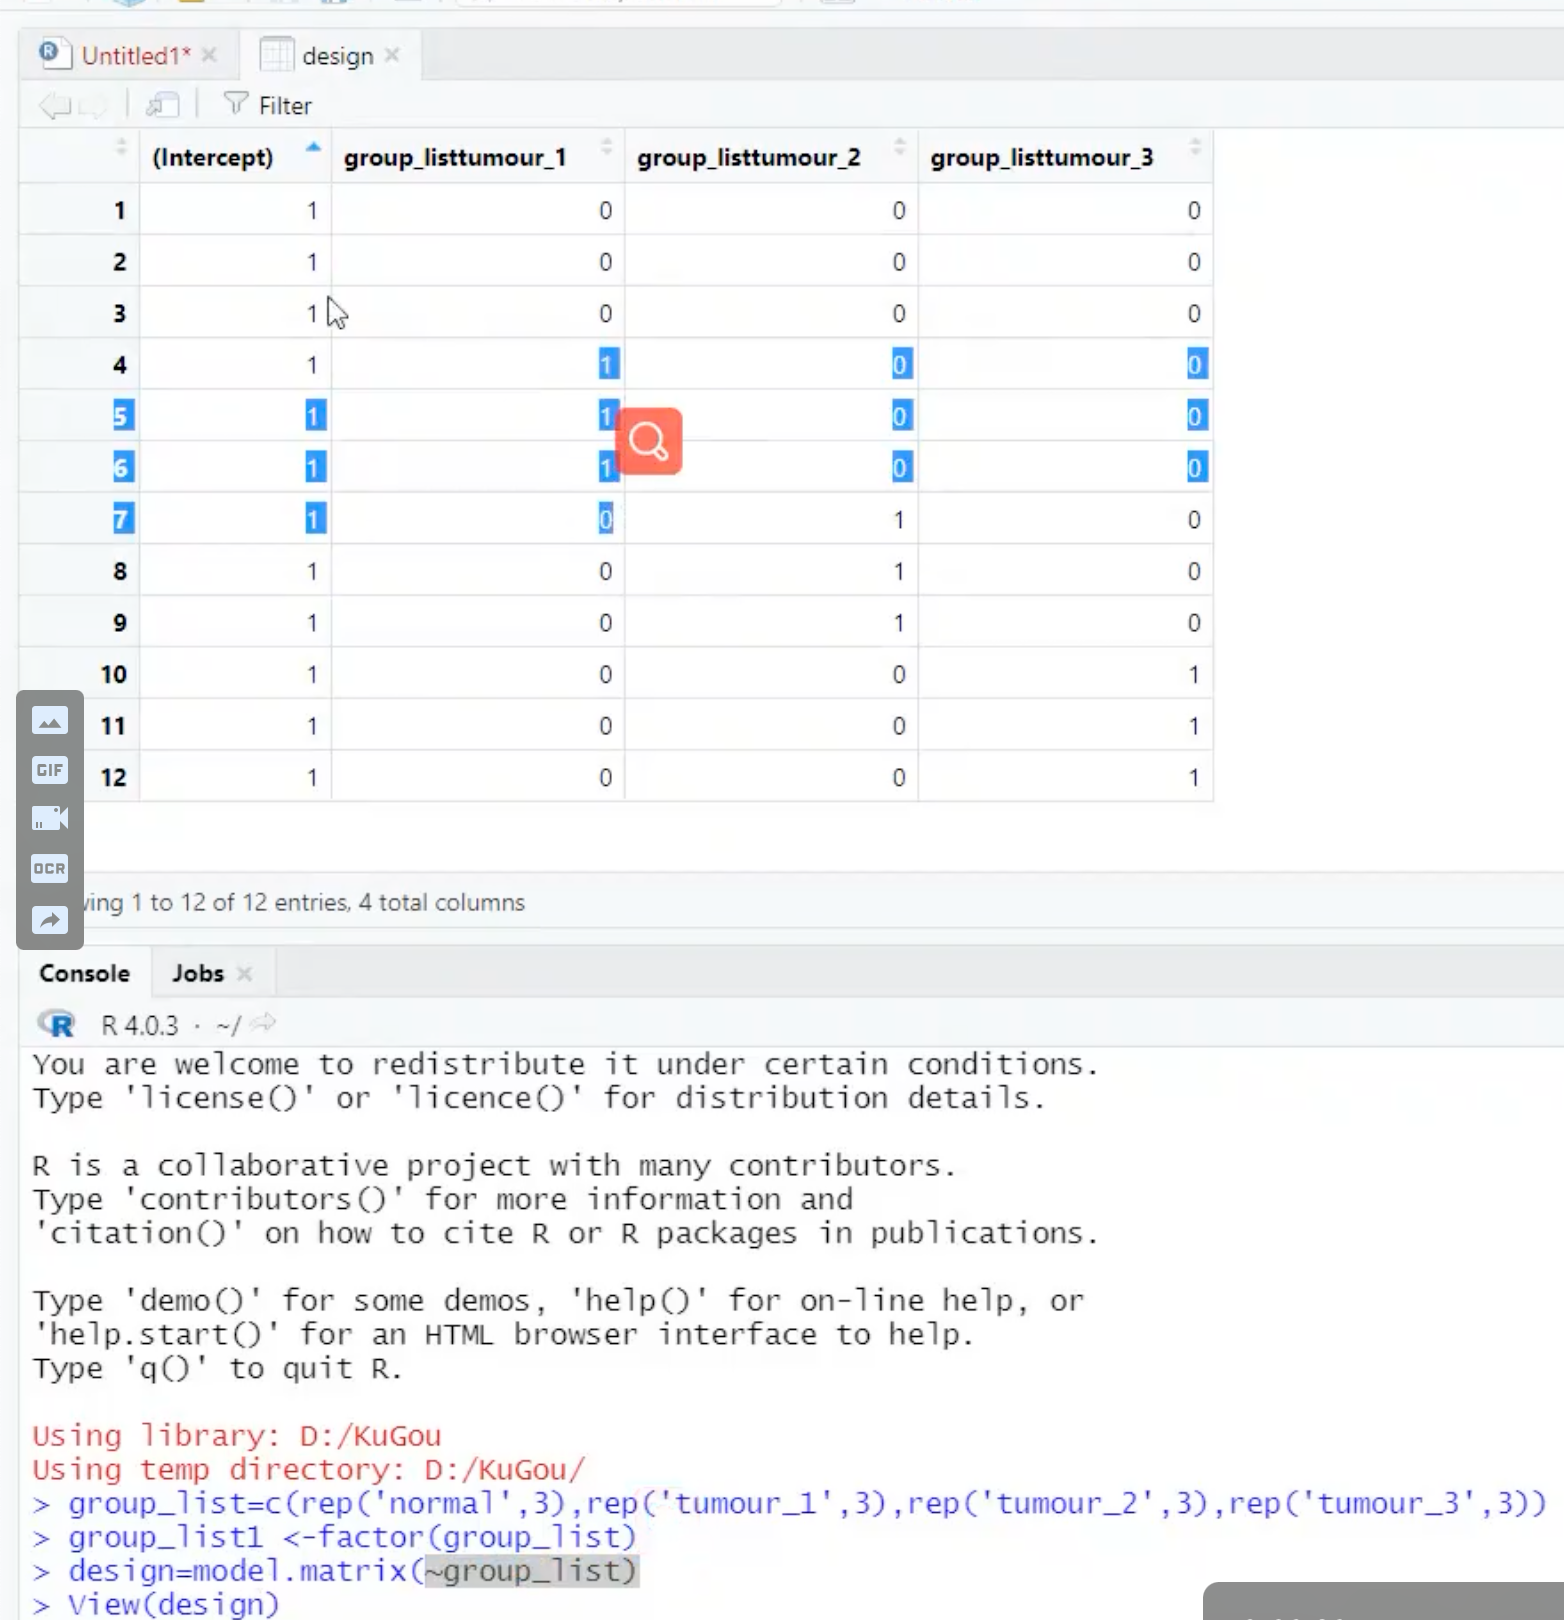 Untitled1* × design ×
Filter
(Intercept) group_listtumour_1 group_listtumour_2 group_listtumour_3
1 1 0 0 0
2 1 0 0 0
3 1 0 0 0
4 1 1 0 0
5 1 1 0 0
6 1 1 0 0
7 1 0 1 0
8 1 0 1 0
9 1 0 1 0
10 1 0 0 1
11 1 0 0 1
12 1 0 0 1
GIF
OCR
wing 1 to 12 of 12 entries, 4 total columns
Console Jobs ×
R R 4.0.3 · ~/
You are welcome to redistribute it under certain conditions.
Type 'license()' or 'licence()' for distribution details.
R is a collaborative project with many contributors.
Type 'contributors()' for more information and
'citation()' on how to cite R or R packages in publications.
Type 'demo()' for some demos, 'help()' for on-line help, or
'help.start()' for an HTML browser interface to help.
Type 'q()' to quit R.
Using library: D:/KuGou
Using temp directory: D:/KuGou/
> group_list=c(rep('normal',3),rep('tumour_1',3),rep('tumour_2',3),rep('tumour_3',3))
> group_list1 <-factor(group_list)
> design=model.matrix(~group_list)
> View(design)